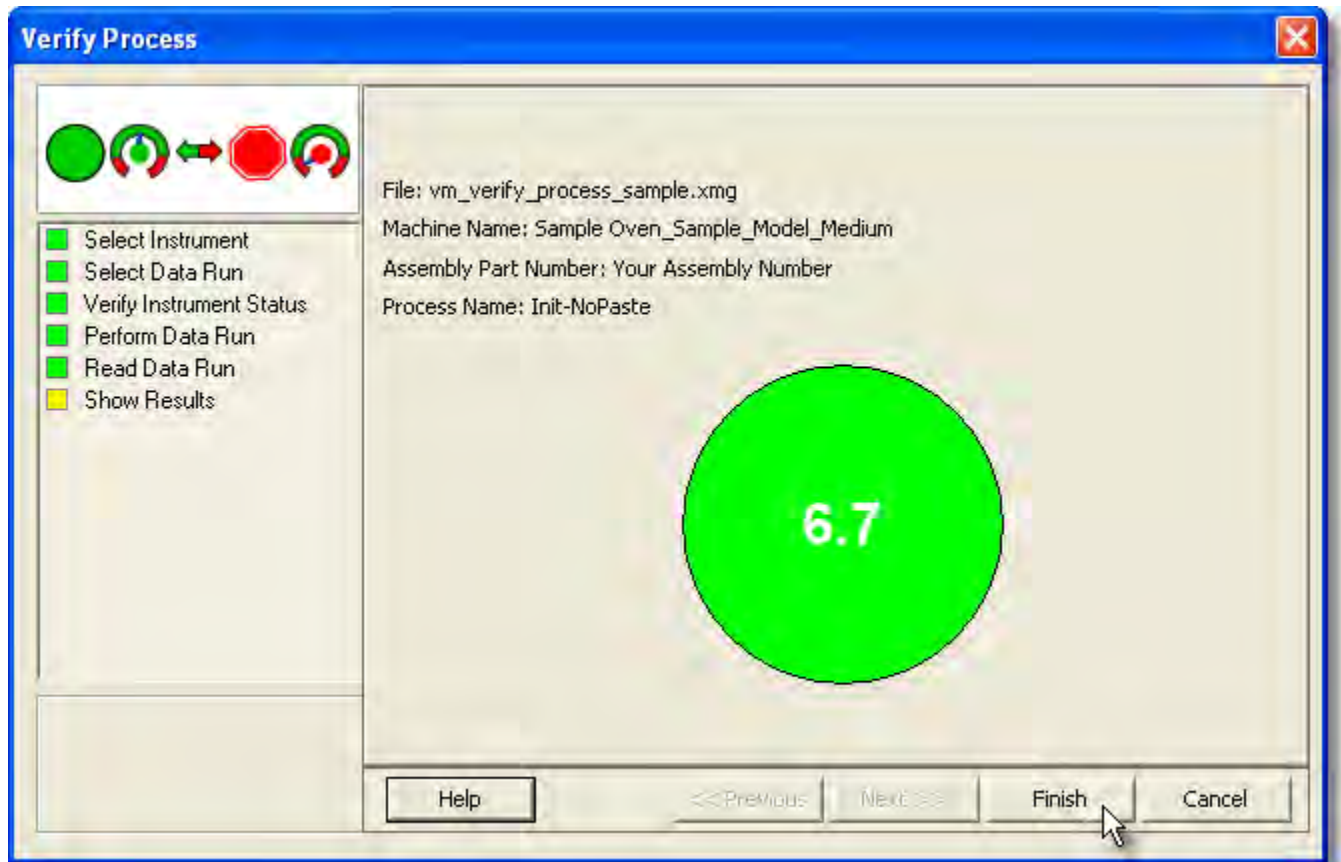 Verify Process
Select Instrument
Select Data Run
Verify Instrument Status
Perform Data Run
Read Data Run
Show Results
File: vm_verify_process_sample.xmg
Machine Name: Sample Oven_Sample_Model_Medium
Assembly Part Number: Your Assembly Number
Process Name: Init-NoPaste
6.7
Help
<< Previous
Next >>
Finish
Cancel